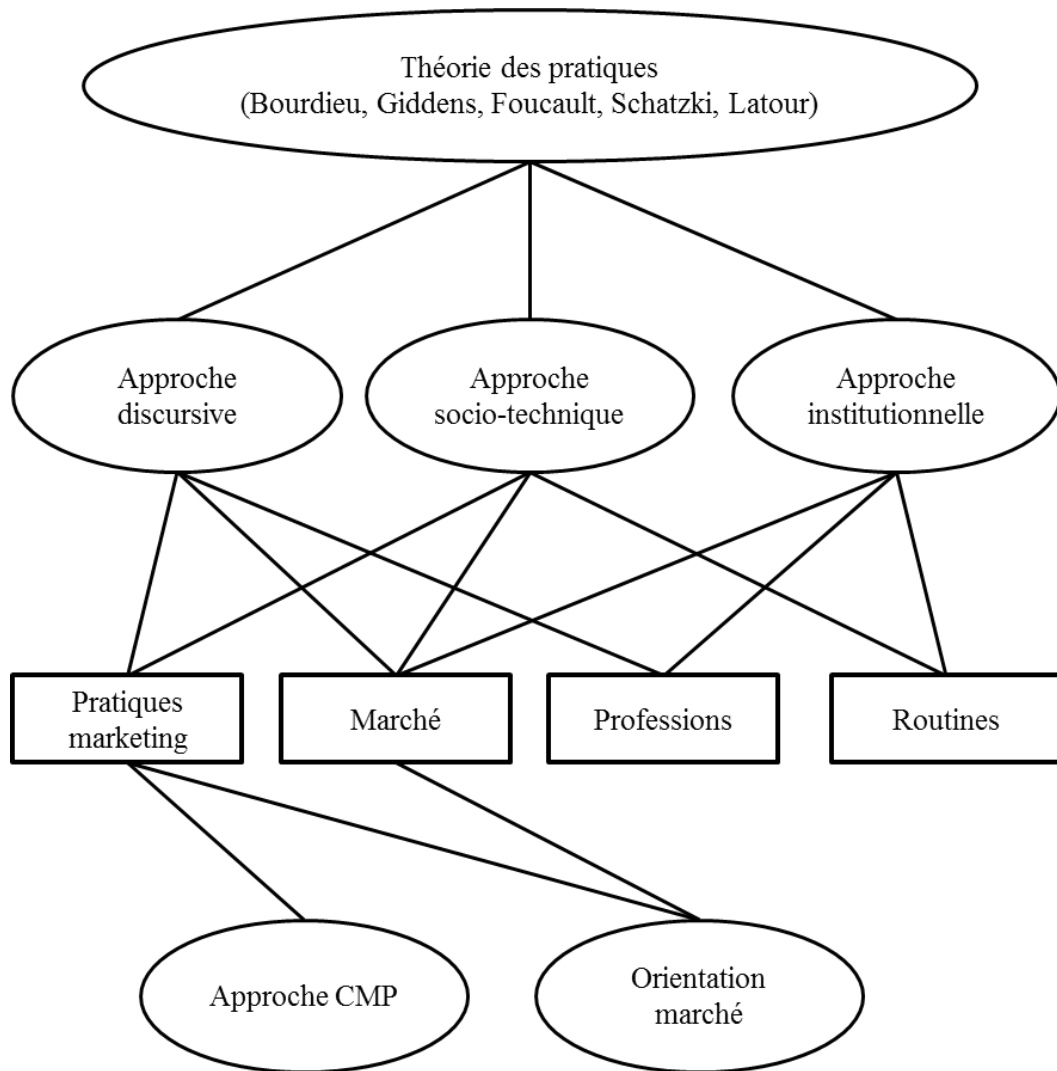 Théorie des pratiques
(Bourdieu, Giddens, Foucault, Schatzki, Latour)
Approche
discursive
Approche
socio-technique
Approche
institutionnelle
Pratiques
marketing
Marché
Professions
Routines
Approche CMP
Orientation
marché